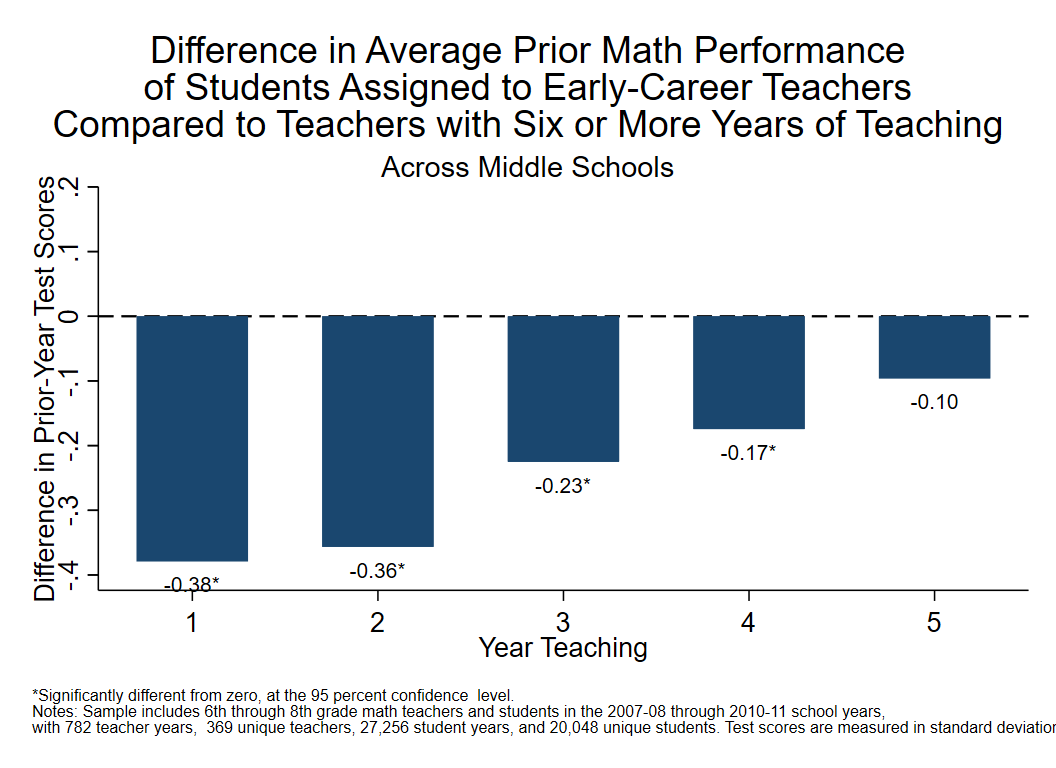 Difference in Average Prior Math Performance
of Students Assigned to Early-Career Teachers
Compared to Teachers with Six or More Years of Teaching
Across Middle Schools
Difference in Prior-Year Test Scores
.2
.1
0
-.1
-.2
-.3
-.4
-0.38*
-0.36*
-0.23*
-0.17*
-0.10
1 2 3 4 5
Year Teaching
*Significantly different from zero, at the 95 percent confidence  level.
Notes: Sample includes 6th through 8th grade math teachers and students in the 2007-08 through 2010-11 school years,
with 782 teacher years,  369 unique teachers, 27,256 student years, and 20,048 unique students. Test scores are measured in standard deviation